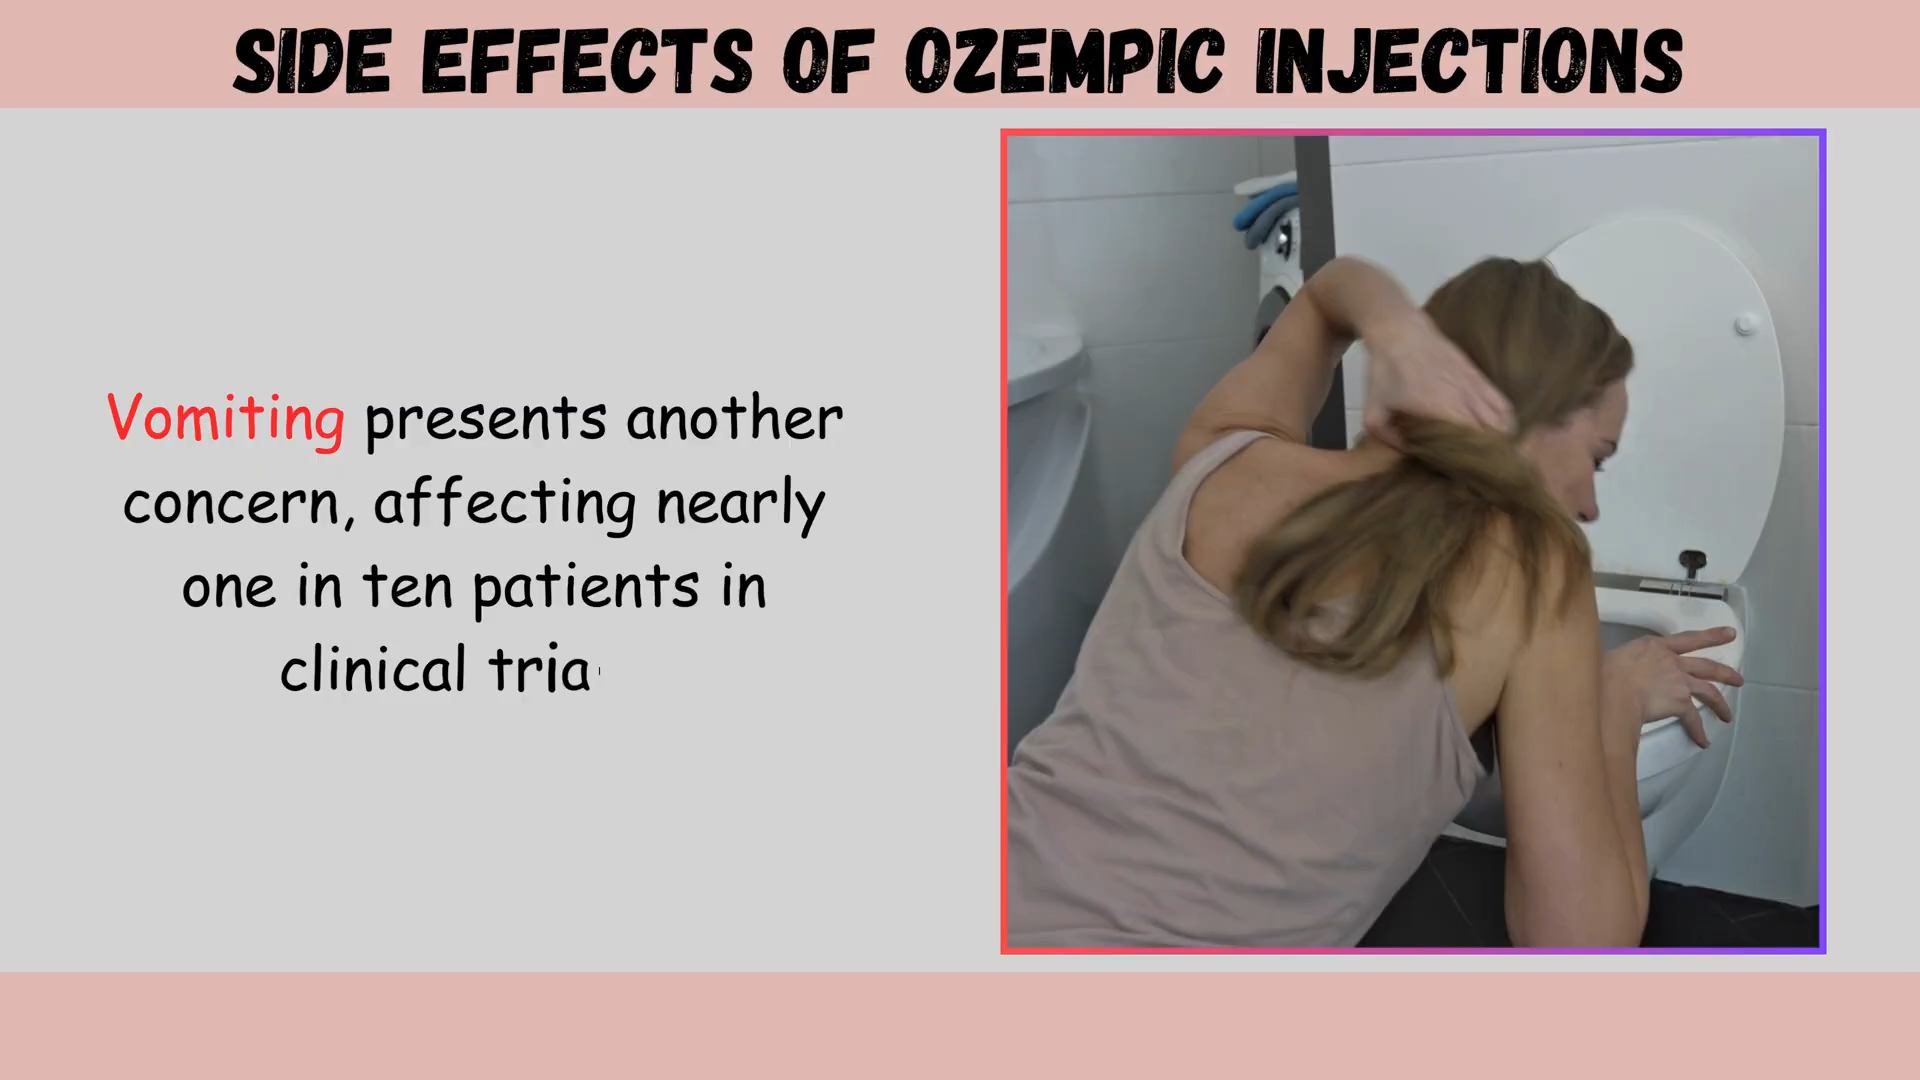 SIDE EFFECTS OF OZEMPIC INJECTIONS
Vomiting presents another
concern, affecting nearly
one in ten patients in
clinical tria